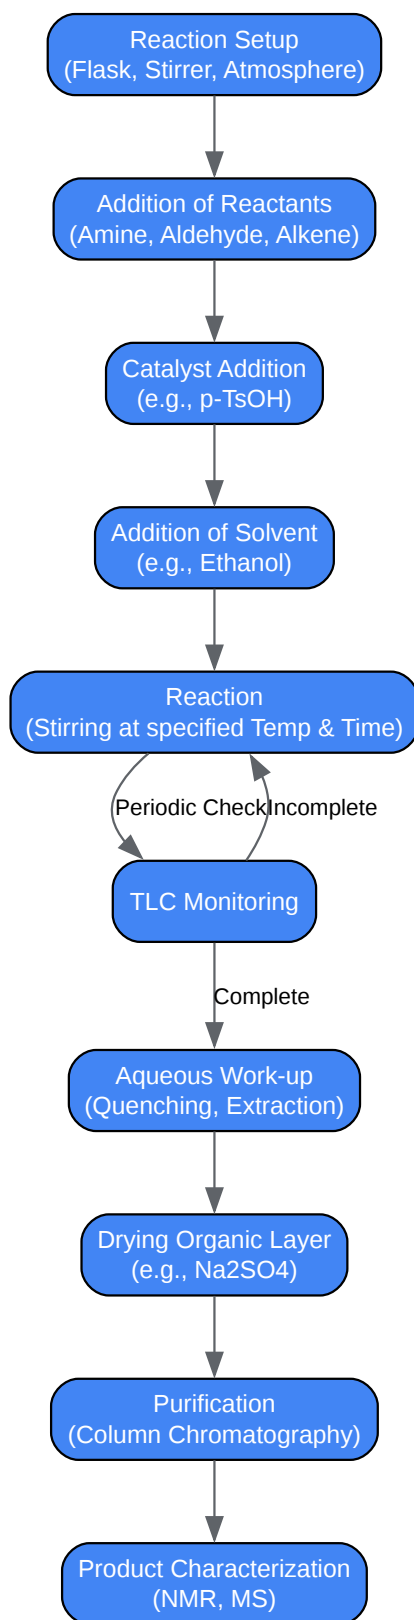 Reaction Setup
(Flask, Stirrer, Atmosphere)
Addition of Reactants
(Amine, Aldehyde, Alkene)
Catalyst Addition
(e.g., p-TsOH)
Addition of Solvent
(e.g., Ethanol)
Reaction
(Stirring at specified Temp & Time)
Periodic Check
Incomplete
TLC Monitoring
Complete
Aqueous Work-up
(Quenching, Extraction)
Drying Organic Layer
(e.g., Na2SO4)
Purification
(Column Chromatography)
Product Characterization
(NMR, MS)